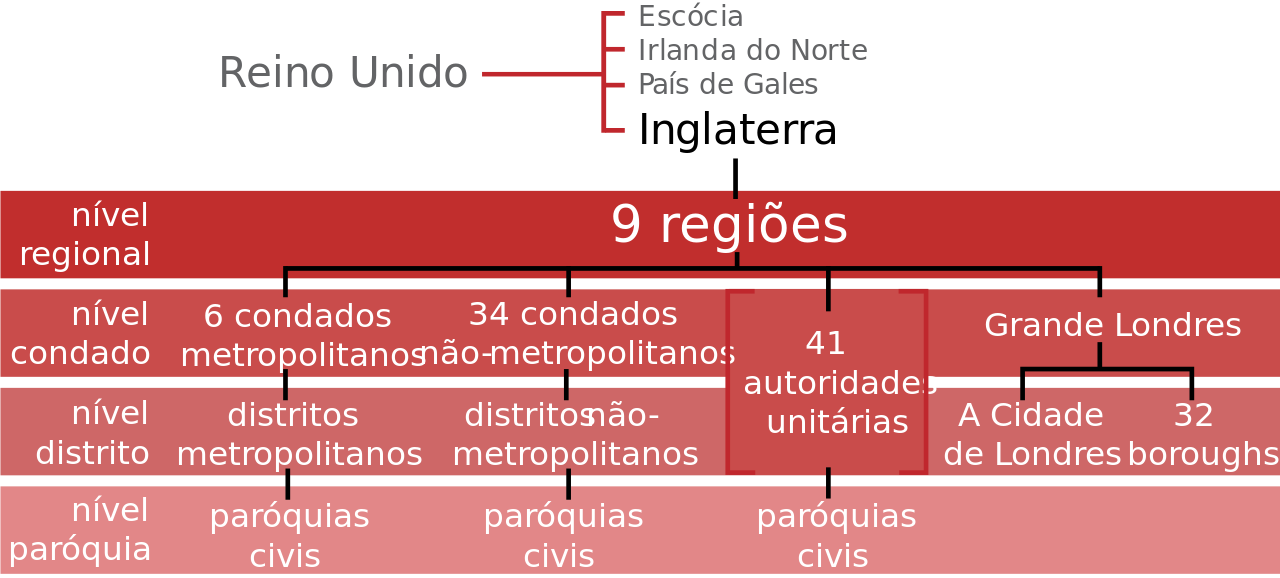 Escócia
Irlanda do Norte
País de Gales
Reino Unido
Inglaterra
nível
regional
9 regiões
nível
condado
6 condados
metropolitanos
34 condados
não-metropolitanos
41
autoridades
unitárias
Grande Londres
nível
distrito
distritos
metropolitanos
distritos não-
metropolitanos
A Cidade
de Londres
32
boroughs
nível
paróquia
paróquias
civis
paróquias
civis
paróquias
civis